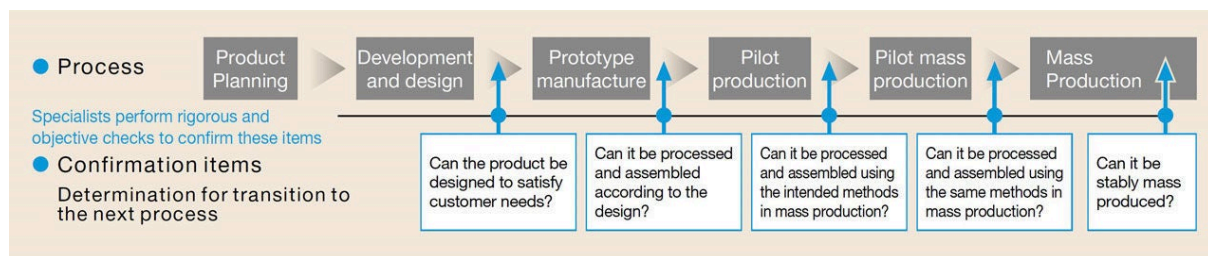 Process
Product
Planning
Development
and design
Prototype
manufacture
Pilot
production
Pilot mass
production
Mass
Production
Specialists perform rigorous and
objective checks to confirm these items
Confirmation items
Determination for transition to
the next process
Can the product be
designed to satisfy
customer needs?
Can it be processed
and assembled
according to the
design?
Can it be processed
and assembled using
the intended methods
in mass production?
Can it be processed
and assembled using
the same methods in
mass production?
Can it be
stably mass
produced?